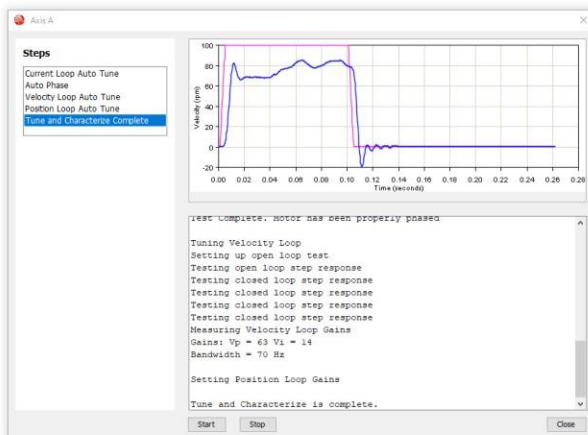 Axis A
Steps
Current Loop Auto Tune
Auto Phase
Velocity Loop Auto Tune
Position Loop Auto Tune
Tune and Characterize Complete
Velocity (rpm)
100
80
60
40
20
0
-20
0.00 0.02 0.04 0.06 0.08 0.10 0.12 0.14 0.16 0.18 0.20 0.22 0.24 0.26 0.28
Time (seconds)
Test Complete. Motor has been properly phased
Tuning Velocity Loop
Setting up open loop test
Testing open loop step response
Testing closed loop step response
Testing closed loop step response
Testing closed loop step response
Testing closed loop step response
Measuring Velocity Loop Gains
Gains: Vp = 63 Vi = 14
Bandwidth = 70 Hz
Setting Position Loop Gains
Tune and Characterize is complete.
Start Stop Close